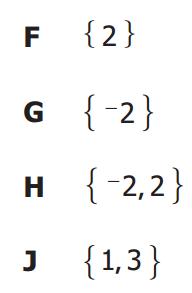 F {2}
G {⁻2}
H {⁻2, 2}
J {1, 3}